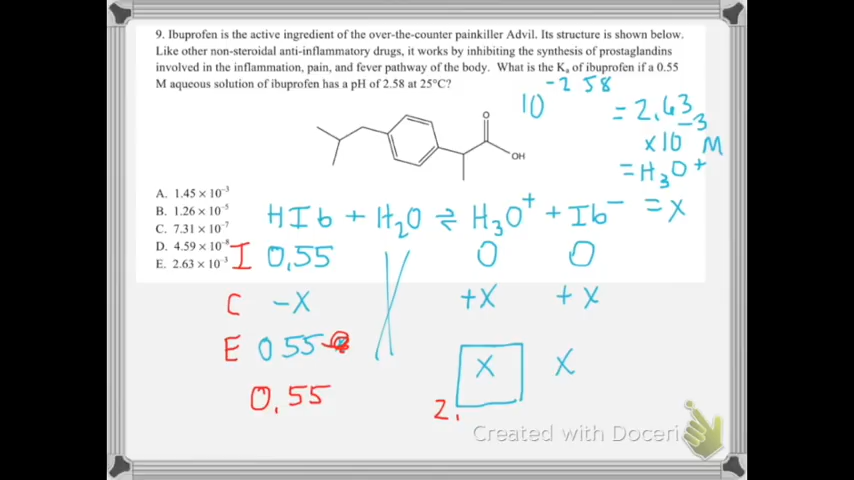 9. Ibuprofen is the active ingredient of the over-the-counter painkiller Advil. Its structure is shown below.
Like other non-steroidal anti-inflammatory drugs, it works by inhibiting the synthesis of prostaglandins
involved in the inflammation, pain, and fever pathway of the body. What is the Ka of ibuprofen if a 0.55
M aqueous solution of ibuprofen has a pH of 2.58 at 25°C?
10^-2.58 = 2.63
x10^-3 M
= H3O+
= x
O
OH
A. 1.45 × 10^-3
B. 1.26 × 10^-5
C. 7.31 × 10^-7
D. 4.59 × 10^-8
E. 2.63 × 10^-3
HIb + H2O ⇌ H3O+ + Ib-
I 0.55 0 0
C -x +x +x
E 0.55 - x x
0.55 2.
Created with Doceri